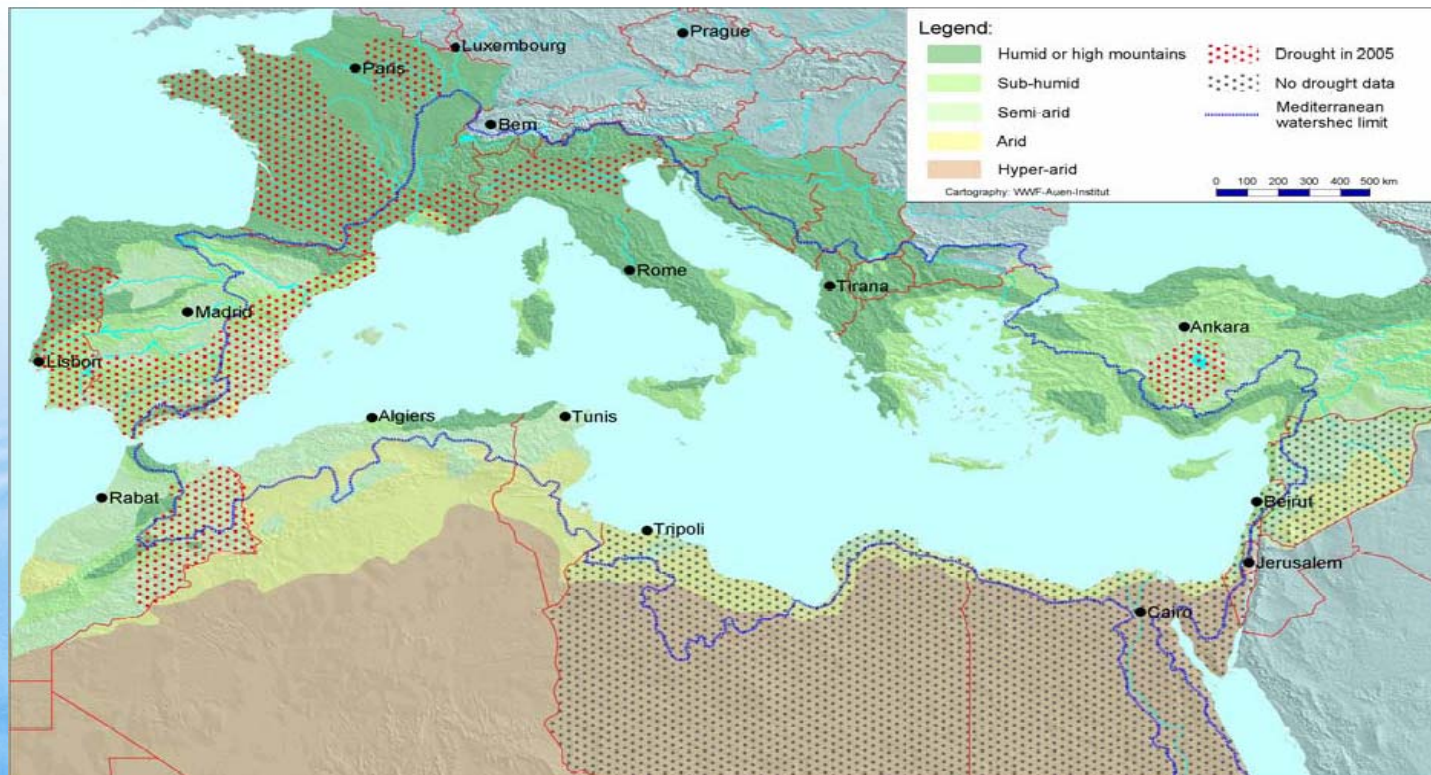 Legend:
Humid or high mountains
Sub-humid
Semi-arid
Arid
Hyper-arid
Drought in 2005
No drought data
Mediterranean
watershed limit
Cartography: WWF-Auen-Institut
0 100 200 300 400 500 km
Prague
Luxembourg
Paris
Bern
Rome
Tirana
Madrid
Ankara
Lisbon
Algiers
Tunis
Rabat
Tripoli
Beirut
Jerusalem
Cairo